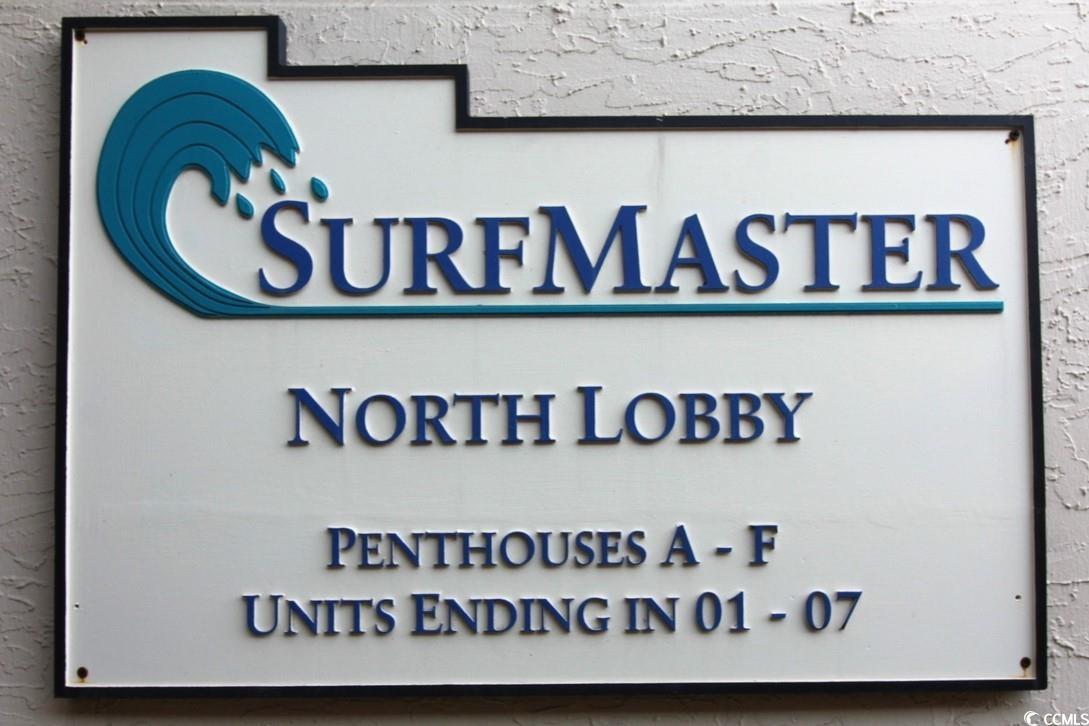 SURFMASTER
NORTH LOBBY
PENTHOUSES A - F
UNITS ENDING IN 01 - 07
CCMLS